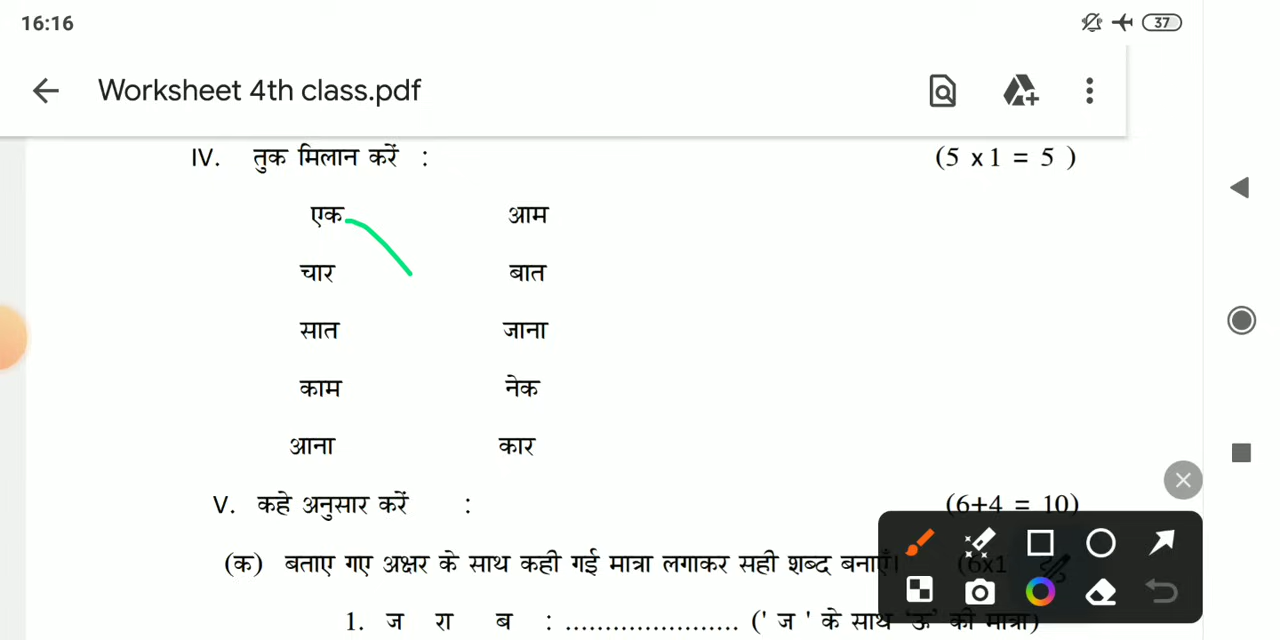 16:16 37
Worksheet 4th class.pdf
IV. तुक मिलान करें : (5 x 1 = 5 )
एक आम
चार बात
सात जाना
काम नेक
आना कार
V. कहे अनुसार करें : (6+4 = 10)
(क) बताए गए अक्षर के साथ कही गई मात्रा लगाकर सही शब्द बनाएँ। (6x1
1. ज रा ब : ...................... (' ज ' के साथ 'ऊ' की मात्रा)